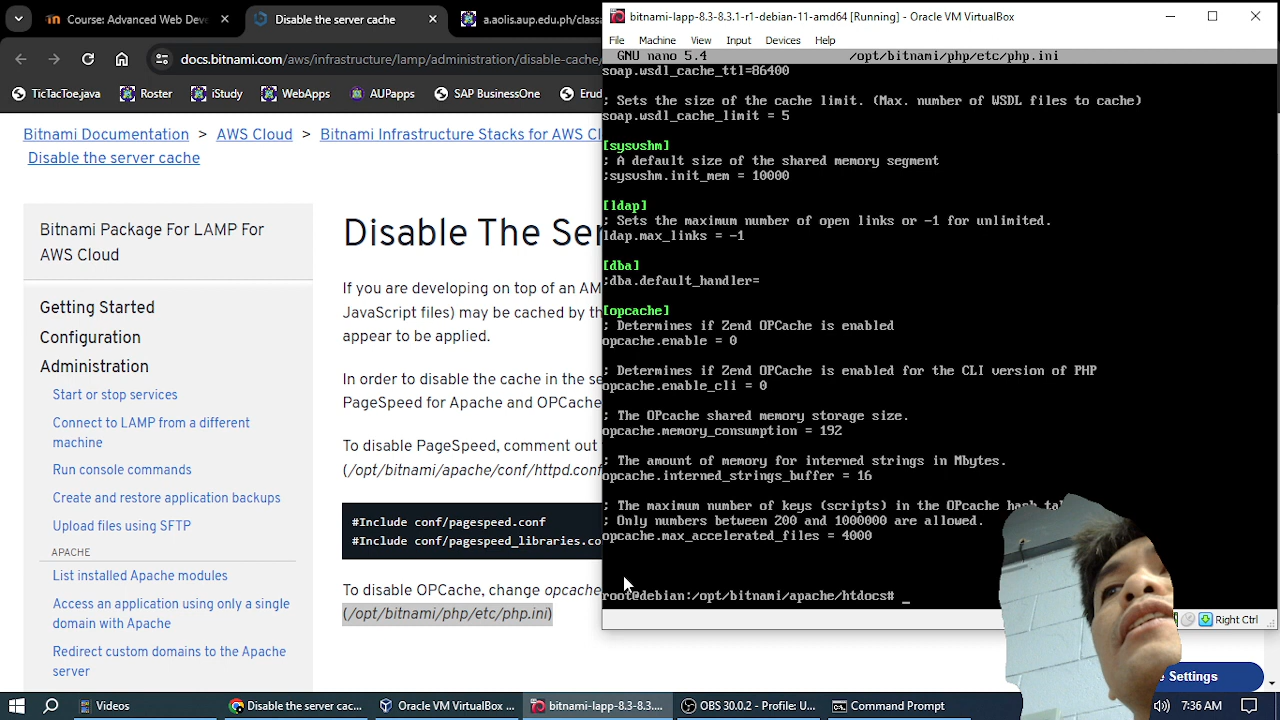 Course: Advanced Web Deve
Disable the server cache
a.aolis.aup.edu.ph/class
docs.bitnami.com/aws/infrastructure/lamp/administration/disable-cache/
TicTacToe.java
Roster
iStudy
WebApps
AUPapps
SAP BusinessOne
Erud
Bitnami Documentation > AWS Cloud > Bitnami Infrastructure Stacks for AWS Cl
Disable the server cache
Bitnami Package For LAMP For
AWS Cloud
Getting Started
Configuration
Administration
Start or stop services
Connect to LAMP from a different
machine
Run console commands
Create and restore application backups
Upload files using SFTP
APACHE
List installed Apache modules
Access an application using only a single
domain with Apache
Redirect custom domains to the Apache
server
Disable The Ser
If you are developing on top of an AM
JavaScript files) may be cached by th
appear to be applied.
In order to disable the cache in the se
PageSpeed for Apache and OPCache
To disable PageSpeed, comment out
(/opt/bitnami/apache/conf/httpd.conf
#Include conf/pagespeed.conf
#Include conf/pagespeed_libraries.co
To disable OPCache, change opcache
(/opt/bitnami/php/etc/php.ini)
bitnami-lapp-8.3-8.3.1-r1-debian-11-amd64 [Running] - Oracle VM VirtualBox
File Machine View Input Devices Help
GNU nano 5.4 /opt/bitnami/php/etc/php.ini
soap.wsdl_cache_ttl=86400
; Sets the size of the cache limit. (Max. number of WSDL files to cache)
soap.wsdl_cache_limit = 5
[sysvshm]
; A default size of the shared memory segment
;sysvshm.init_mem = 10000
[ldap]
; Sets the maximum number of open links or -1 for unlimited.
ldap.max_links = -1
[dba]
;dba.default_handler=
[opcache]
; Determines if Zend OPCache is enabled
opcache.enable = 0
; Determines if Zend OPCache is enabled for the CLI version of PHP
opcache.enable_cli = 0
; The OPcache shared memory storage size.
opcache.memory_consumption = 192
; The amount of memory for interned strings in Mbytes.
opcache.interned_strings_buffer = 16
; The maximum number of keys (scripts) in the OPcache hash tal
; Only numbers between 200 and 1000000 are allowed.
opcache.max_accelerated_files = 4000
root@debian:/opt/bitnami/apache/htdocs# _
Right Ctrl
e Settings
Videos
Disable the server cac...
Oracle VM VirtualBox ...
bitnami-lapp-8.3-8.3....
OBS 30.0.2 - Profile: U...
Command Prompt
7:36 AM